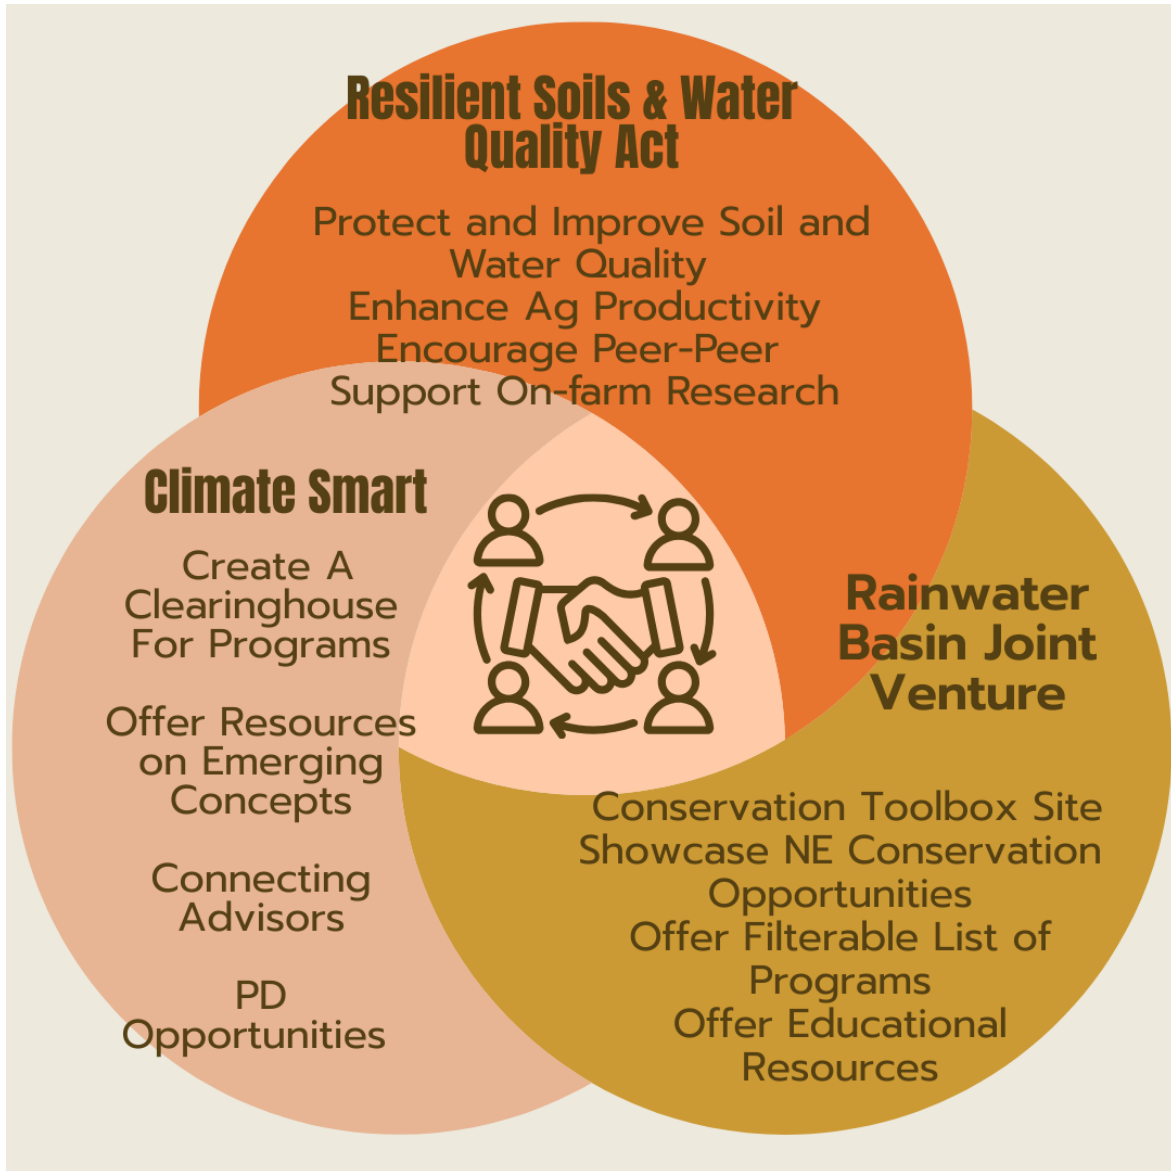 Resilient Soils & Water
Quality Act
Protect and Improve Soil and
Water Quality
Enhance Ag Productivity
Encourage Peer-Peer
Support On-farm Research
Climate Smart
Create A
Clearinghouse
For Programs
Offer Resources
on Emerging
Concepts
Connecting
Advisors
PD
Opportunities
Rainwater
Basin Joint
Venture
Conservation Toolbox Site
Showcase NE Conservation
Opportunities
Offer Filterable List of
Programs
Offer Educational
Resources